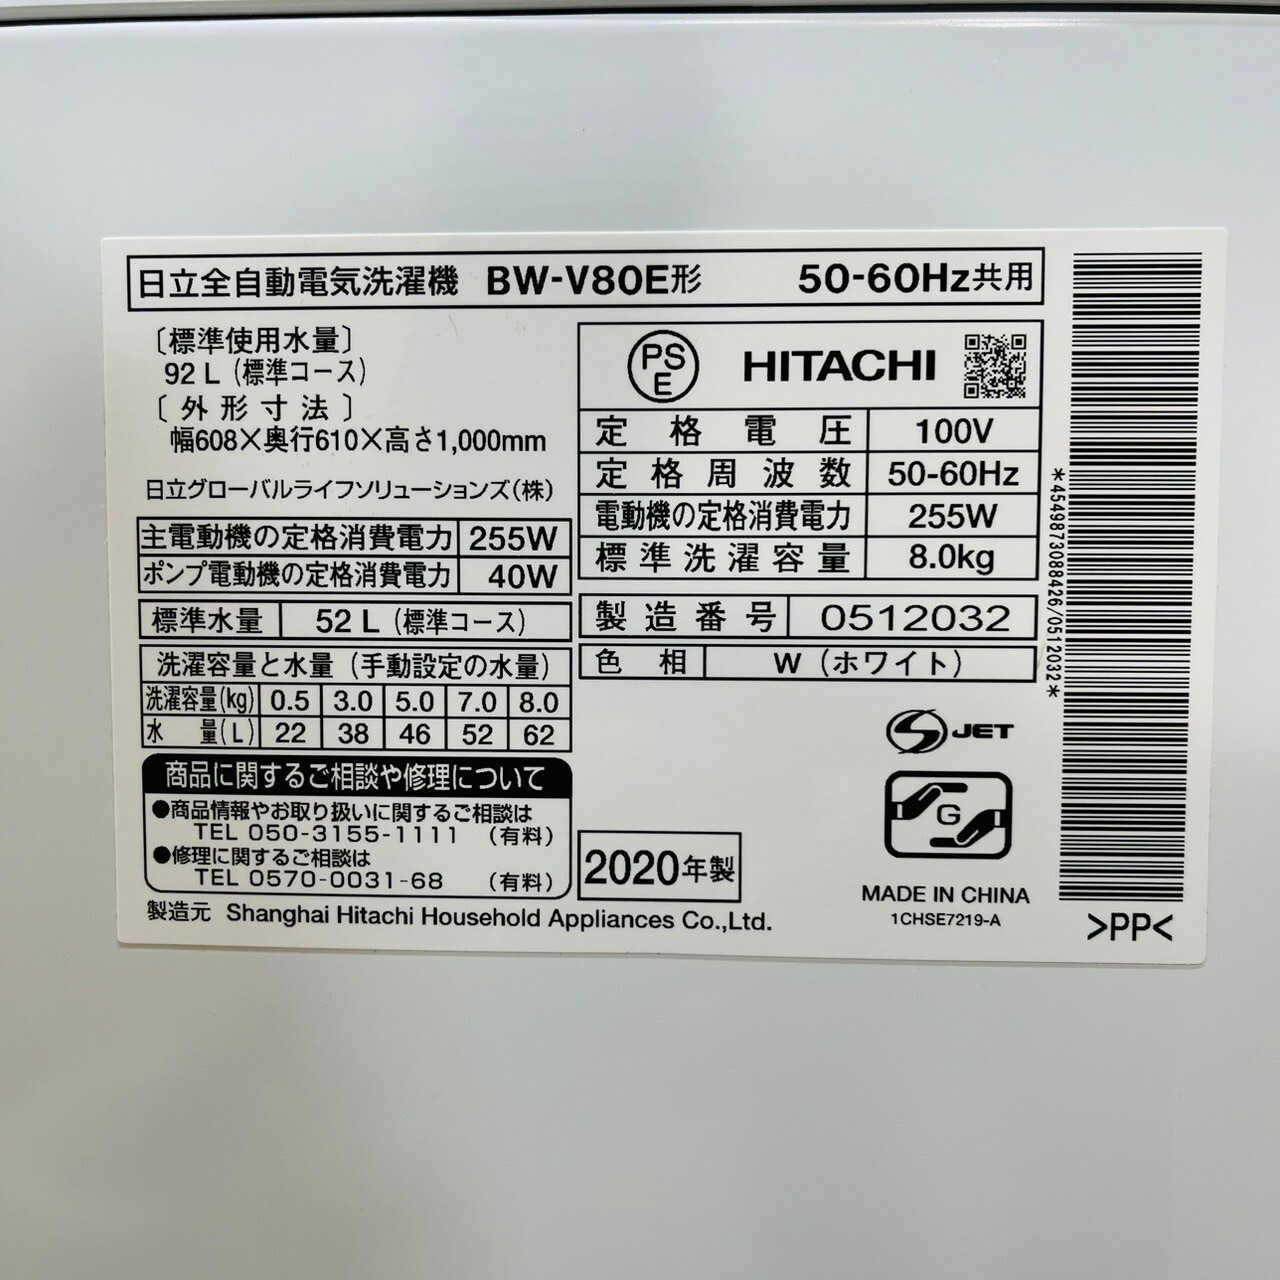 日立全自動電気洗濯機 BW-V80E形 50-60Hz共用
〔標準使用水量〕
92 L (標準コース)
〔外形寸法〕
幅608×奥行610×高さ1,000mm
日立グローバルライフソリューションズ(株)
主電動機の定格消費電力 255W
ポンプ電動機の定格消費電力 40W
標準水量 52 L (標準コース)
洗濯容量と水量 (手動設定の水量)
洗濯容量(kg) 0.5 3.0 5.0 7.0 8.0
水量(L) 22 38 46 52 62
商品に関するご相談や修理について
●商品情報やお取り扱いに関するご相談は
TEL 050-3155-1111 (有料)
●修理に関するご相談は
TEL 0570-0031-68 (有料)
製造元 Shanghai Hitachi Household Appliances Co.,Ltd.
PS
E
HITACHI
定格電圧 100V
定格周波数 50-60Hz
電動機の定格消費電力 255W
標準洗濯容量 8.0kg
製造番号 0512032
色相 W (ホワイト)
S JET
G
2020年製
MADE IN CHINA
1CHSE7219-A
*4549873088426/0512032*
>PP<